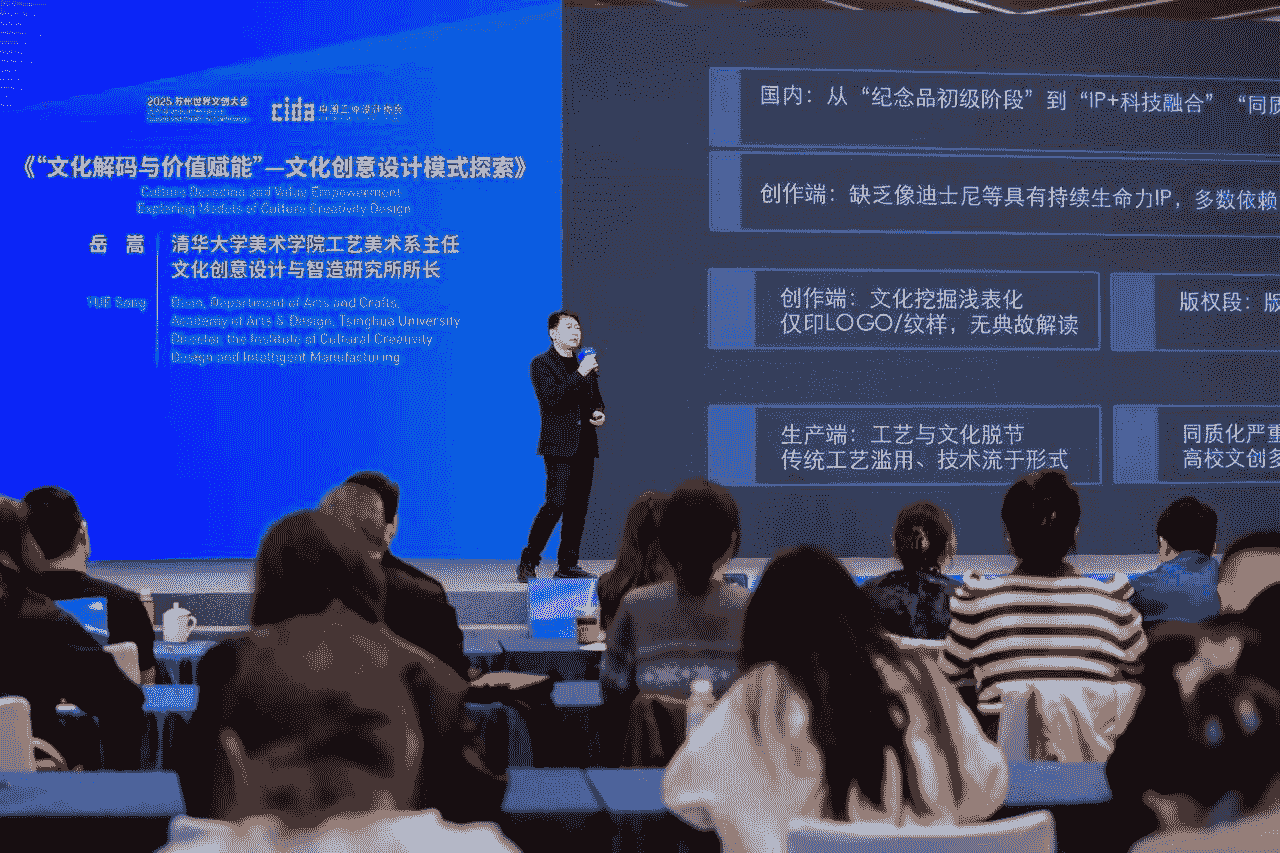 2025 苏州世界文创大会
cida 中国工业设计协会
《“文化解码与价值赋能”—文化创意设计模式探索》
Culture Decoding and Value Empowerment
Exploring Models of Culture Creativity Design
岳 嵩
清华大学美术学院工艺美术系主任
文化创意设计与智造研究所所长
YUE Song
Dean, Department of Arts and Crafts
Academy of Arts & Design, Tsinghua University
Director, the Institute of Cultural Creativity
Design and Intelligent Manufacturing
国内：从“纪念品初级阶段”到“IP+科技融合”“同质
创作端：缺乏像迪士尼等具有持续生命力IP，多数依赖
创作端：文化挖掘浅表化
仅印LOGO/纹样，无典故解读
版权段：版
生产端：工艺与文化脱节
传统工艺滥用、技术流于形式
同质化严重
高校文创多